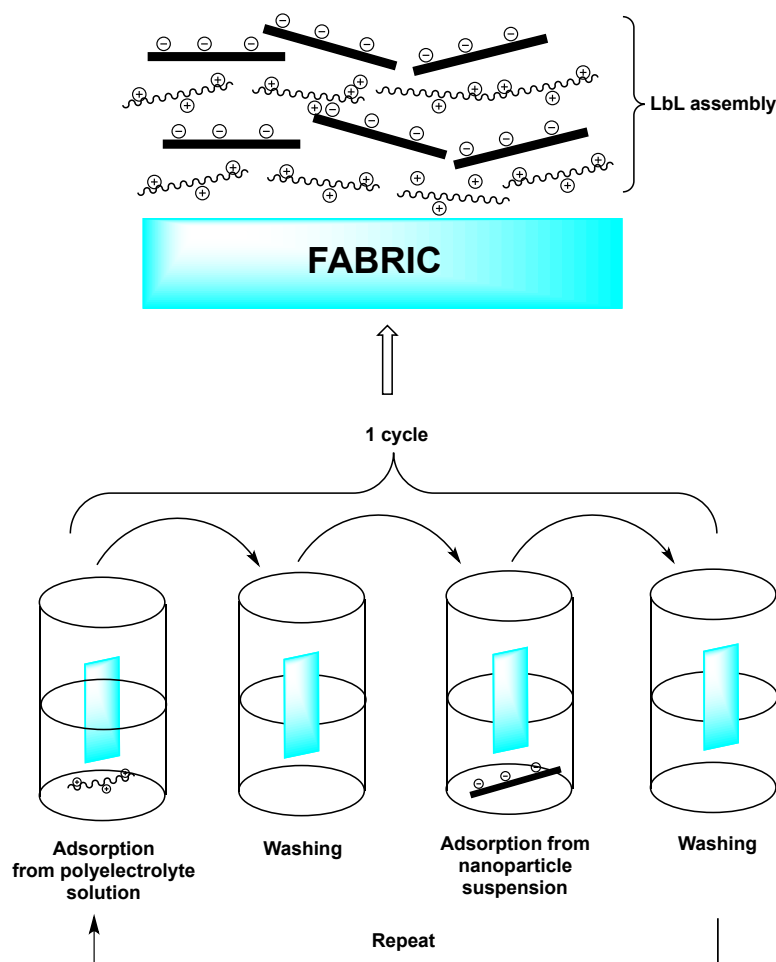 LbL assembly
FABRIC
1 cycle
Adsorption
from polyelectrolyte
solution
Washing
Adsorption from
nanoparticle
suspension
Washing
Repeat